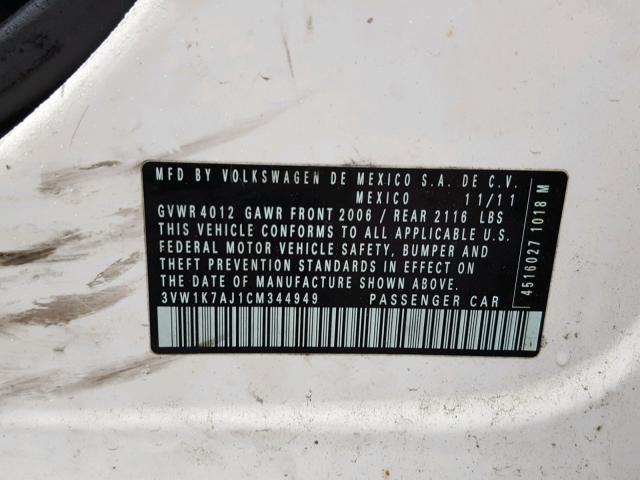 MFD BY VOLKSWAGEN DE MEXICO S.A. DE C.V.
MEXICO 11/11
GVWR 4012 GAWR FRONT 2006 / REAR 2116 LBS
THIS VEHICLE CONFORMS TO ALL APPLICABLE U.S.
FEDERAL MOTOR VEHICLE SAFETY, BUMPER AND
THEFT PREVENTION STANDARDS IN EFFECT ON
THE DATE OF MANUFACTURE SHOWN ABOVE.
3VW1K7AJ1CM344949 PASSENGER CAR
4516027 1018 M